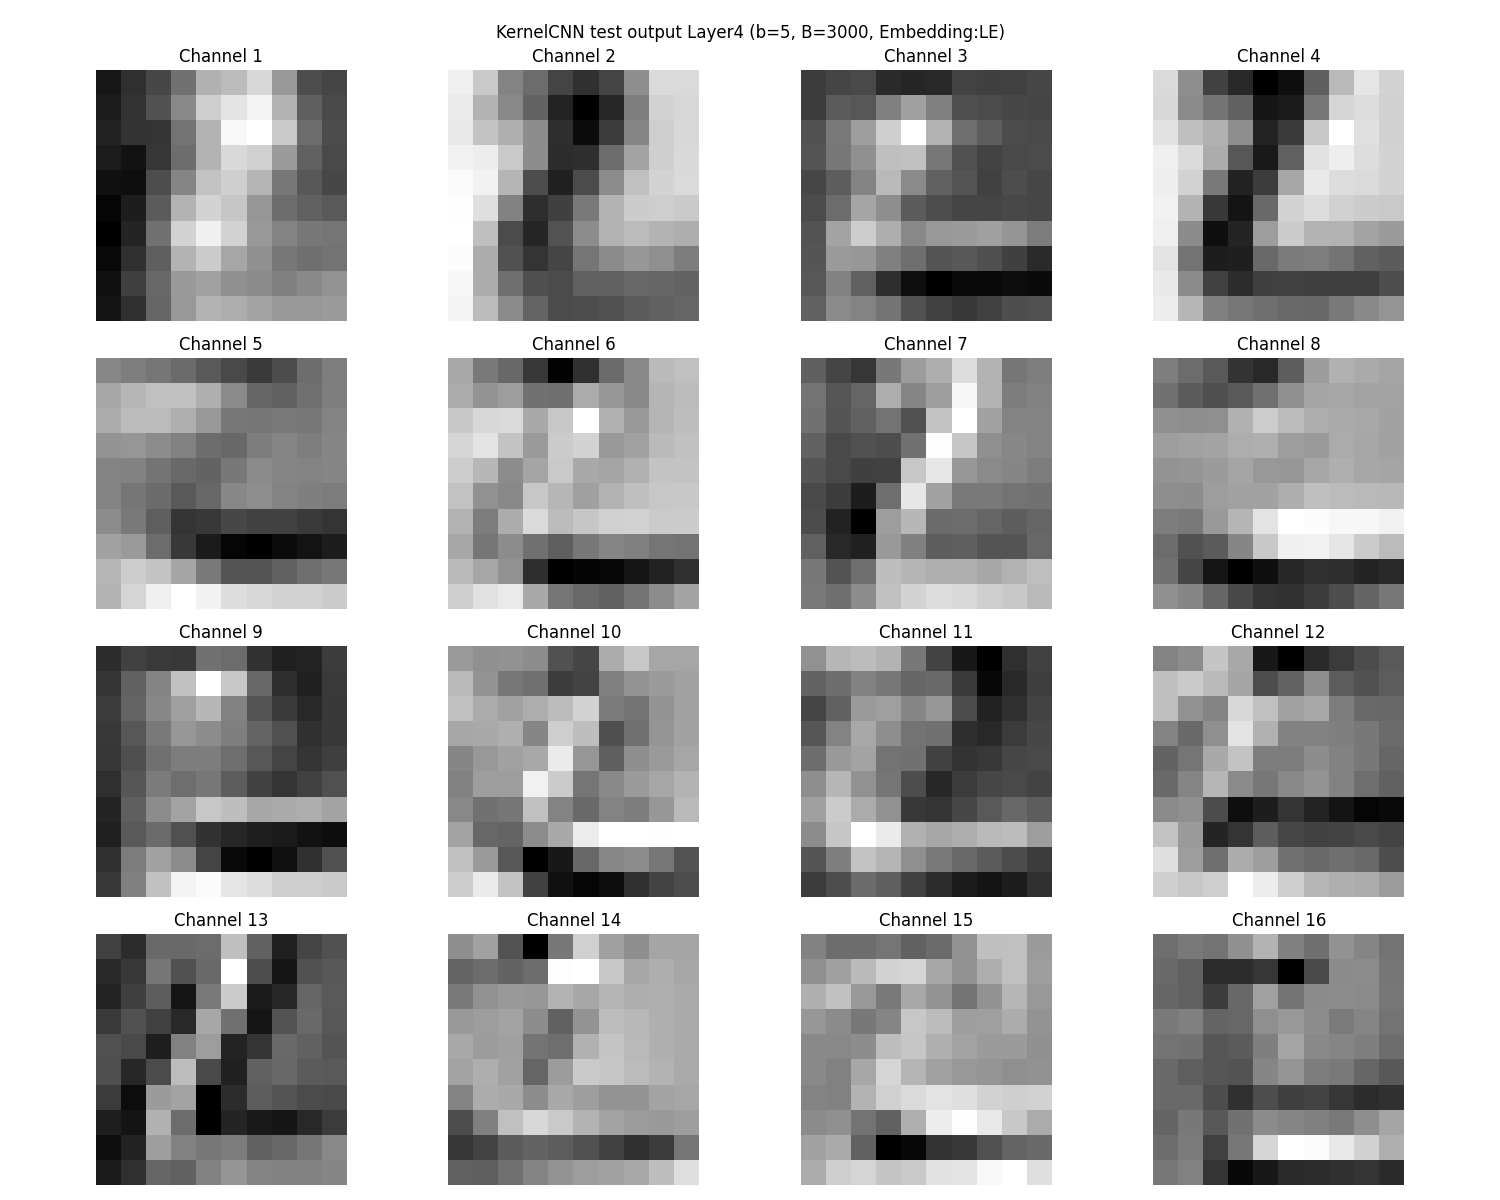 KernelCNN test output Layer4 (b=5, B=3000, Embedding:LE)
Channel 1
Channel 2
Channel 3
Channel 4
Channel 5
Channel 6
Channel 7
Channel 8
Channel 9
Channel 10
Channel 11
Channel 12
Channel 13
Channel 14
Channel 15
Channel 16